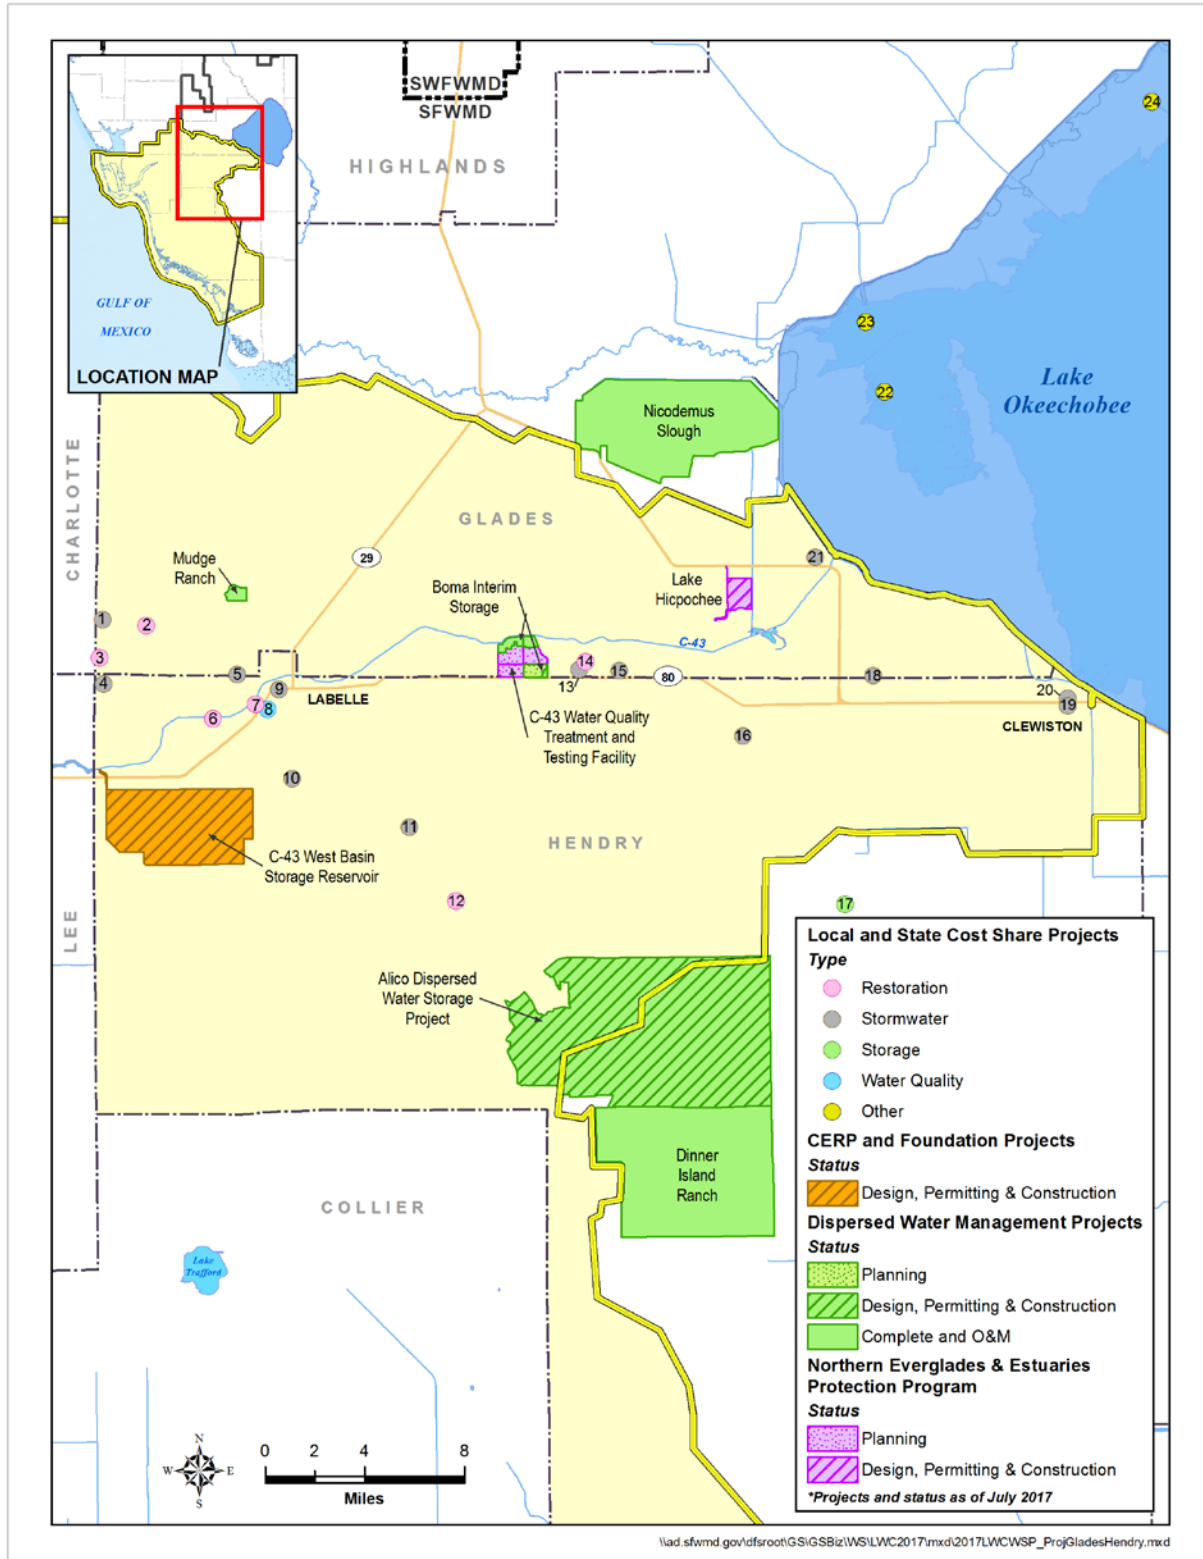 SWFWMD
SFWMD
HIGHLANDS
GULF OF
MEXICO
LOCATION MAP
24
23
22
Lake
Okeechobee
Nicodemus
Slough
CHARLOTTE
GLADES
29
21
Mudge
Ranch
Boma Interim
Storage
Lake
Hicpochee
1
2
C-43
3
4
5
14
13
15
80
18
20
19
9
LABELLE
7
8
6
CLEWISTON
C-43 Water Quality
Treatment and
Testing Facility
16
10
11
HENDRY
C-43 West Basin
Storage Reservoir
12
17
LEE
Alico Dispersed
Water Storage
Project
Dinner
Island
Ranch
COLLIER
Lake
Trafford
N
W
E
S
0 2 4 8
Miles
Local and State Cost Share Projects
Type
Restoration
Stormwater
Storage
Water Quality
Other
CERP and Foundation Projects
Status
Design, Permitting & Construction
Dispersed Water Management Projects
Status
Planning
Design, Permitting & Construction
Complete and O&M
Northern Everglades & Estuaries
Protection Program
Status
Planning
Design, Permitting & Construction
*Projects and status as of July 2017
\\ad.sfwmd.gov\dfsroot\GS\GSBiz\WS\LWC2017\mxd\2017LWCWSP_ProjGladesHendry.mxd